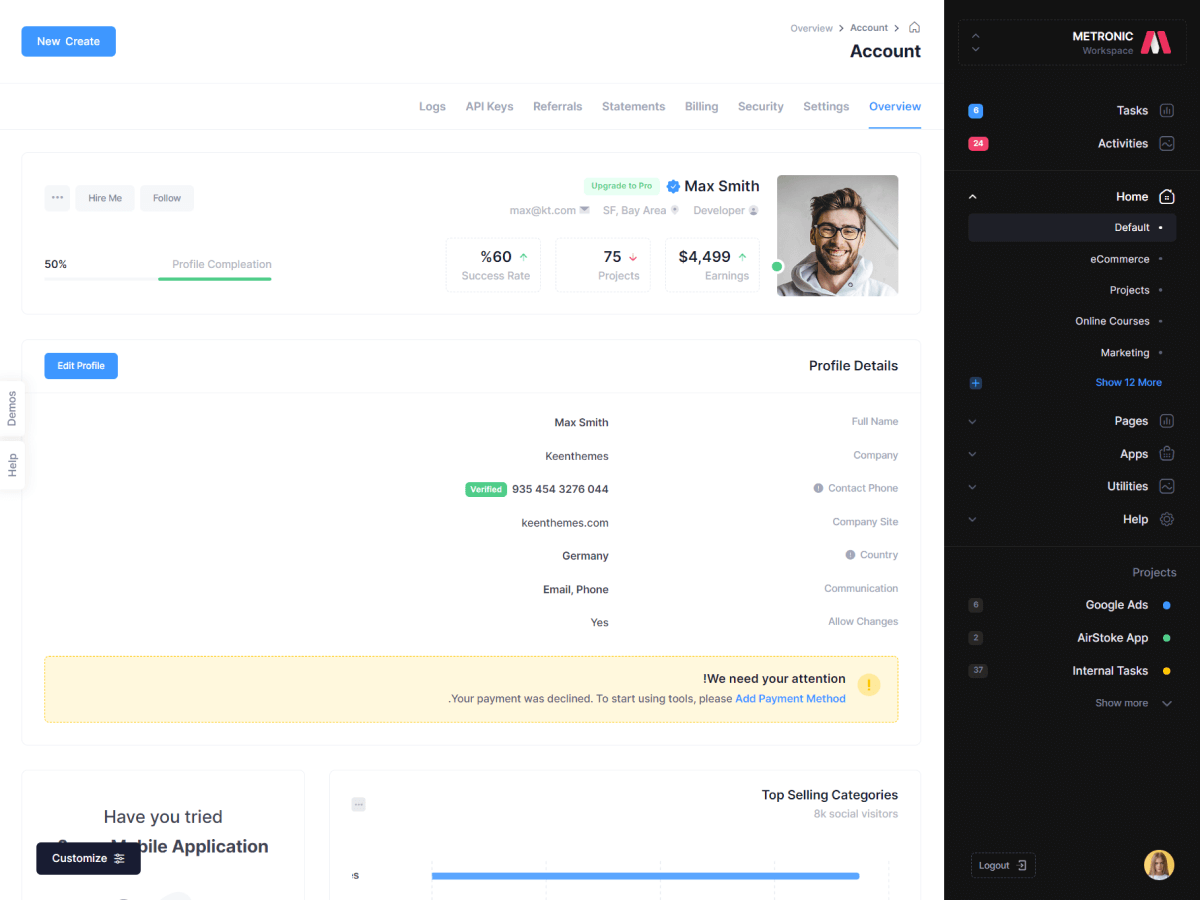 METRONIC
Workspace
Tasks
6
Activities
24
Home
Default
eCommerce
Projects
Online Courses
Marketing
Show 12 More
Pages
Apps
Utilities
Help
Projects
Google Ads
6
AirStoke App
2
Internal Tasks
37
Show more
Logout
New Create
Overview
Account
Account
Overview
Settings
Security
Billing
Statements
Referrals
API Keys
Logs
Max Smith
Upgrade to Pro
Developer
SF, Bay Area
max@kt.com
$4,499
Earnings
75
Projects
%60
Success Rate
Follow
Hire Me
Profile Compleation
50%
Profile Details
Edit Profile
Full Name
Max Smith
Company
Keenthemes
Contact Phone
935 454 3276 044 Verified
Company Site
keenthemes.com
Country
Germany
Communication
Email, Phone
Allow Changes
Yes
!We need your attention
.Your payment was declined. To start using tools, please Add Payment Method
Demos
Help
Top Selling Categories
8k social visitors
Have you tried
Mobile Application
Customize